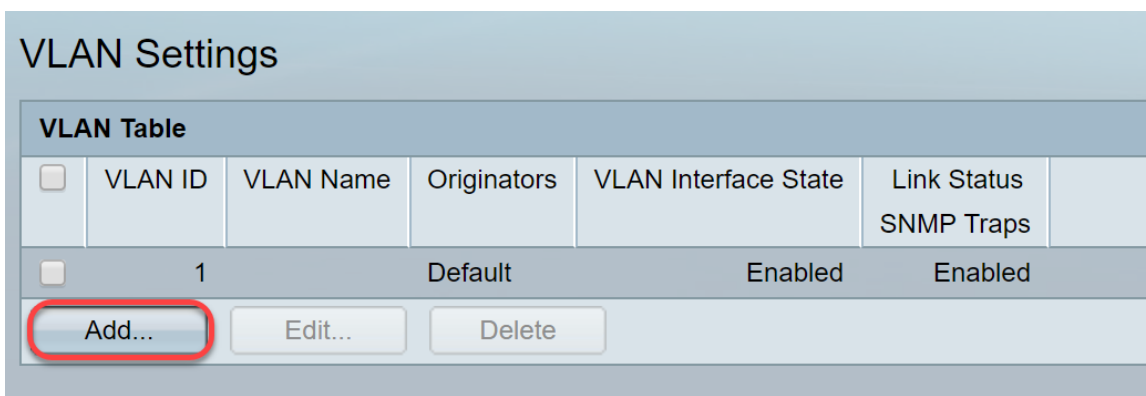 VLAN Settings
VLAN Table
VLAN ID VLAN Name Originators VLAN Interface State Link Status
SNMP Traps
1 Default Enabled Enabled
Add... Edit... Delete